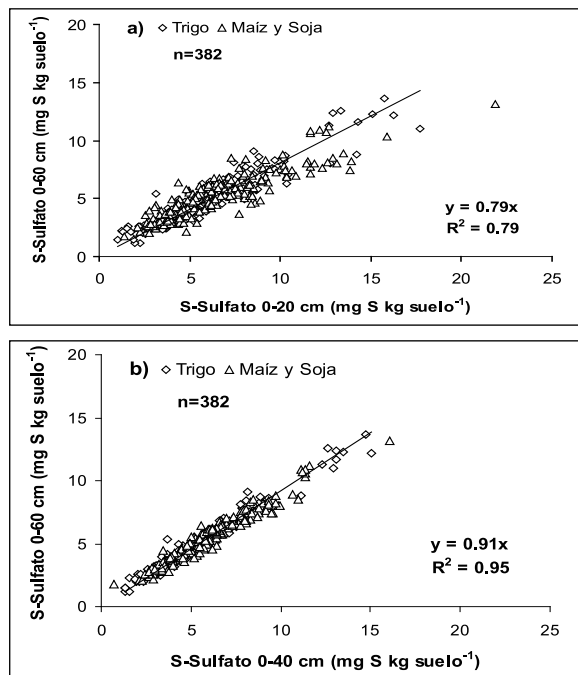 a) ◇ Trigo △ Maíz y Soja
n=382
20
15
10
5
0
S-Sulfato 0-60 cm (mg S kg suelo⁻¹)
y = 0.79x
R² = 0.79
0 5 10 15 20 25
S-Sulfato 0-20 cm (mg S kg suelo⁻¹)
b) ◇ Trigo △ Maíz y Soja
n=382
20
15
10
5
0
S-Sulfato 0-60 cm (mg S kg suelo⁻¹)
y = 0.91x
R² = 0.95
0 5 10 15 20 25
S-Sulfato 0-40 cm (mg S kg suelo⁻¹)